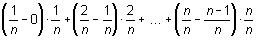 (1/n − 0) · 1/n + (2/n − 1/n) · 2/n + ... + (n/n − (n−1)/n) · n/n